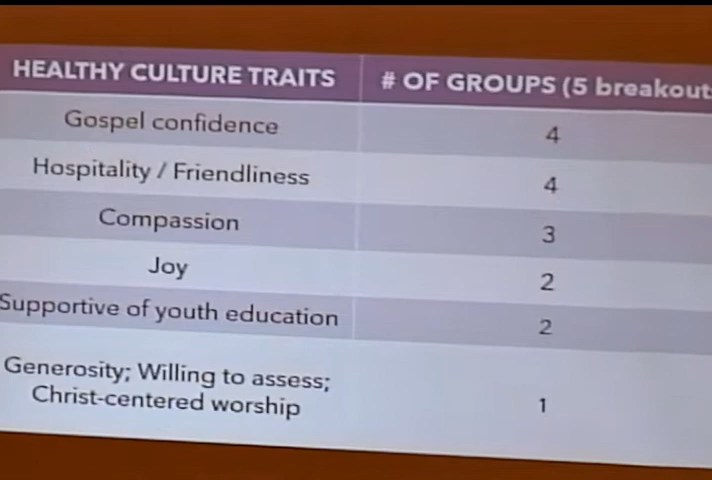 HEALTHY CULTURE TRAITS # OF GROUPS (5 breakout
Gospel confidence 4
Hospitality / Friendliness 4
Compassion 3
Joy 2
Supportive of youth education 2
Generosity; Willing to assess;
Christ-centered worship 1